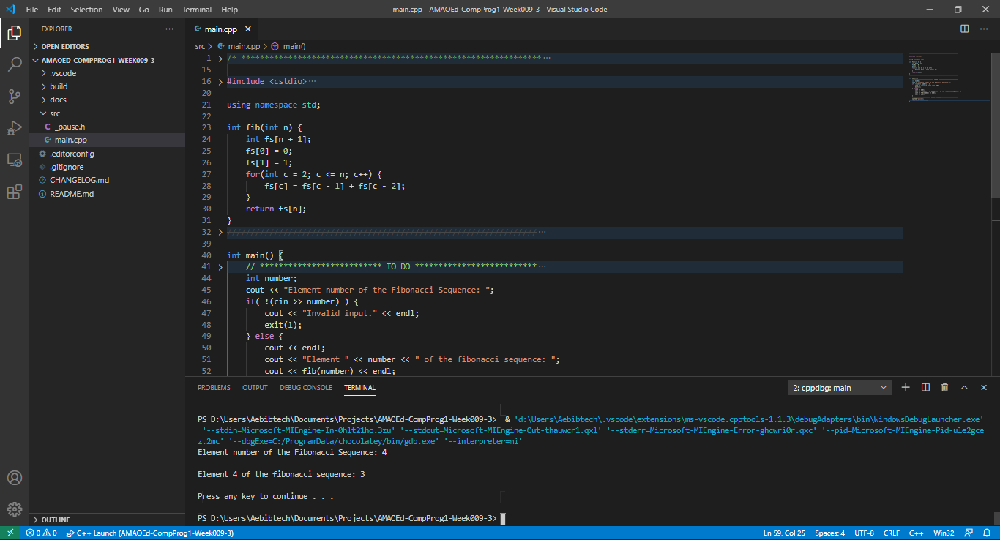 File Edit Selection View Go Run Terminal Help main.cpp - AMAOEd-CompProg1-Week009-3 - Visual Studio Code
EXPLORER ···
OPEN EDITORS
AMAOED-COMPPROG1-WEEK009-3
.vscode
build
docs
src
C _pause.h
main.cpp
.editorconfig
.gitignore
CHANGELOG.md
README.md
OUTLINE
main.cpp
src > main.cpp > main()
1 /* ****************************************************************···
15
16 #include <cstdio>···
20
21 using namespace std;
22
23 int fib(int n) {
24 int fs[n + 1];
25 fs[0] = 0;
26 fs[1] = 1;
27 for(int c = 2; c <= n; c++) {
28 fs[c] = fs[c - 1] + fs[c - 2];
29 }
30 return fs[n];
31 }
32 //////////////////////////////////////////////////////////////////···
39
40 int main() {
41 // ************************** TO DO **************************···
44 int number;
45 cout << "Element number of the Fibonacci Sequence: ";
46 if( !(cin >> number) ) {
47 cout << "Invalid input." << endl;
48 exit(1);
49 } else {
50 cout << endl;
51 cout << "Element " << number << " of the fibonacci sequence: ";
52 cout << fib(number) << endl;
PROBLEMS OUTPUT DEBUG CONSOLE TERMINAL 2: cppdbg: main
PS D:\Users\Aebibtech\Documents\Projects\AMAOEd-CompProg1-Week009-3> & 'd:\Users\Aebibtech\.vscode\extensions\ms-vscode.cpptools-1.1.3\debugAdapters\bin\WindowsDebugLauncher.exe'
'--stdin=Microsoft-MIEngine-In-0hlt21ho.3zu' '--stdout=Microsoft-MIEngine-Out-thauwcr1.qxl' '--stderr=Microsoft-MIEngine-Error-ghcwri0r.qxc' '--pid=Microsoft-MIEngine-Pid-ule2gce
z.2mc' '--dbgExe=C:/ProgramData/chocolatey/bin/gdb.exe' '--interpreter=mi'
Element number of the Fibonacci Sequence: 4
Element 4 of the fibonacci sequence: 3
Press any key to continue . . .
PS D:\Users\Aebibtech\Documents\Projects\AMAOEd-CompProg1-Week009-3>
0 0 C++ Launch (AMAOEd-CompProg1-Week009-3) Ln 59, Col 25 Spaces: 4 UTF-8 CRLF C++ Win32